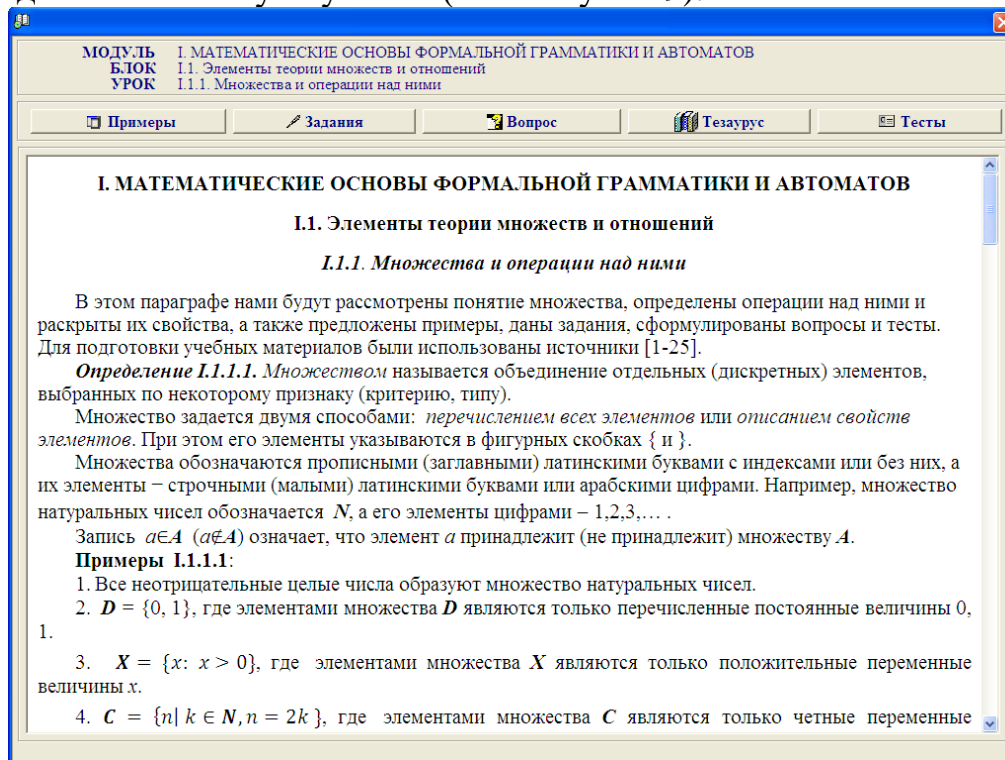 МОДУЛЬ I. МАТЕМАТИЧЕСКИЕ ОСНОВЫ ФОРМАЛЬНОЙ ГРАММАТИКИ И АВТОМАТОВ
БЛОК I.1. Элементы теории множеств и отношений
УРОК I.1.1. Множества и операции над ними
Примеры Задания Вопрос Тезаурус Тесты
I. МАТЕМАТИЧЕСКИЕ ОСНОВЫ ФОРМАЛЬНОЙ ГРАММАТИКИ И АВТОМАТОВ
I.1. Элементы теории множеств и отношений
I.1.1. Множества и операции над ними
В этом параграфе нами будут рассмотрены понятие множества, определены операции над ними и
раскрыты их свойства, а также предложены примеры, даны задания, сформулированы вопросы и тесты.
Для подготовки учебных материалов были использованы источники [1-25].
Определение I.1.1.1. Множеством называется объединение отдельных (дискретных) элементов,
выбранных по некоторому признаку (критерию, типу).
Множество задается двумя способами: перечислением всех элементов или описанием свойств
элементов. При этом его элементы указываются в фигурных скобках { и }.
Множества обозначаются прописными (заглавными) латинскими буквами с индексами или без них, а
их элементы − строчными (малыми) латинскими буквами или арабскими цифрами. Например, множество
натуральных чисел обозначается N, а его элементы цифрами – 1,2,3,… .
Запись a∈A (a∉A) означает, что элемент a принадлежит (не принадлежит) множеству A.
Примеры I.1.1.1:
1. Все неотрицательные целые числа образуют множество натуральных чисел.
2. D = {0, 1}, где элементами множества D являются только перечисленные постоянные величины 0,
1.
3. X = {x: x > 0}, где элементами множества X являются только положительные переменные
величины x.
4. C = {n| k ∈ N, n = 2k }, где элементами множества C являются только четные переменные